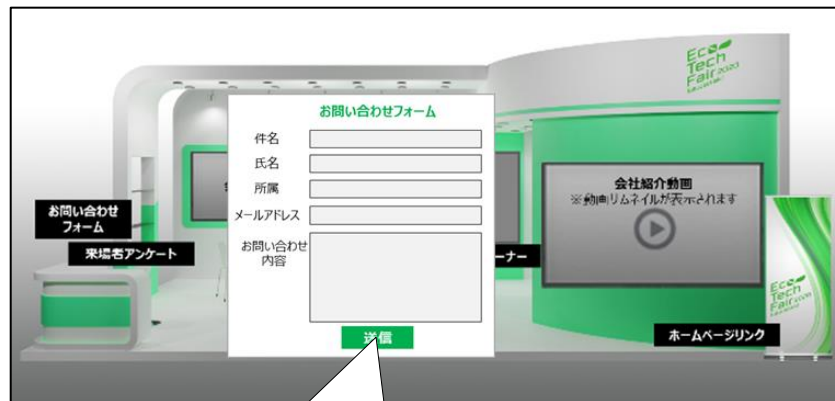 Eco
Tech
Fair 2020
お問い合わせフォーム
件名
氏名
所属
メールアドレス
お問い合わせ
内容
送信
お問い合わせ
フォーム
来場者アンケート
ーナー
会社紹介動画
※動画リムネイルが表示されます
ホームページリンク
Eco
Tech
Fair 2020